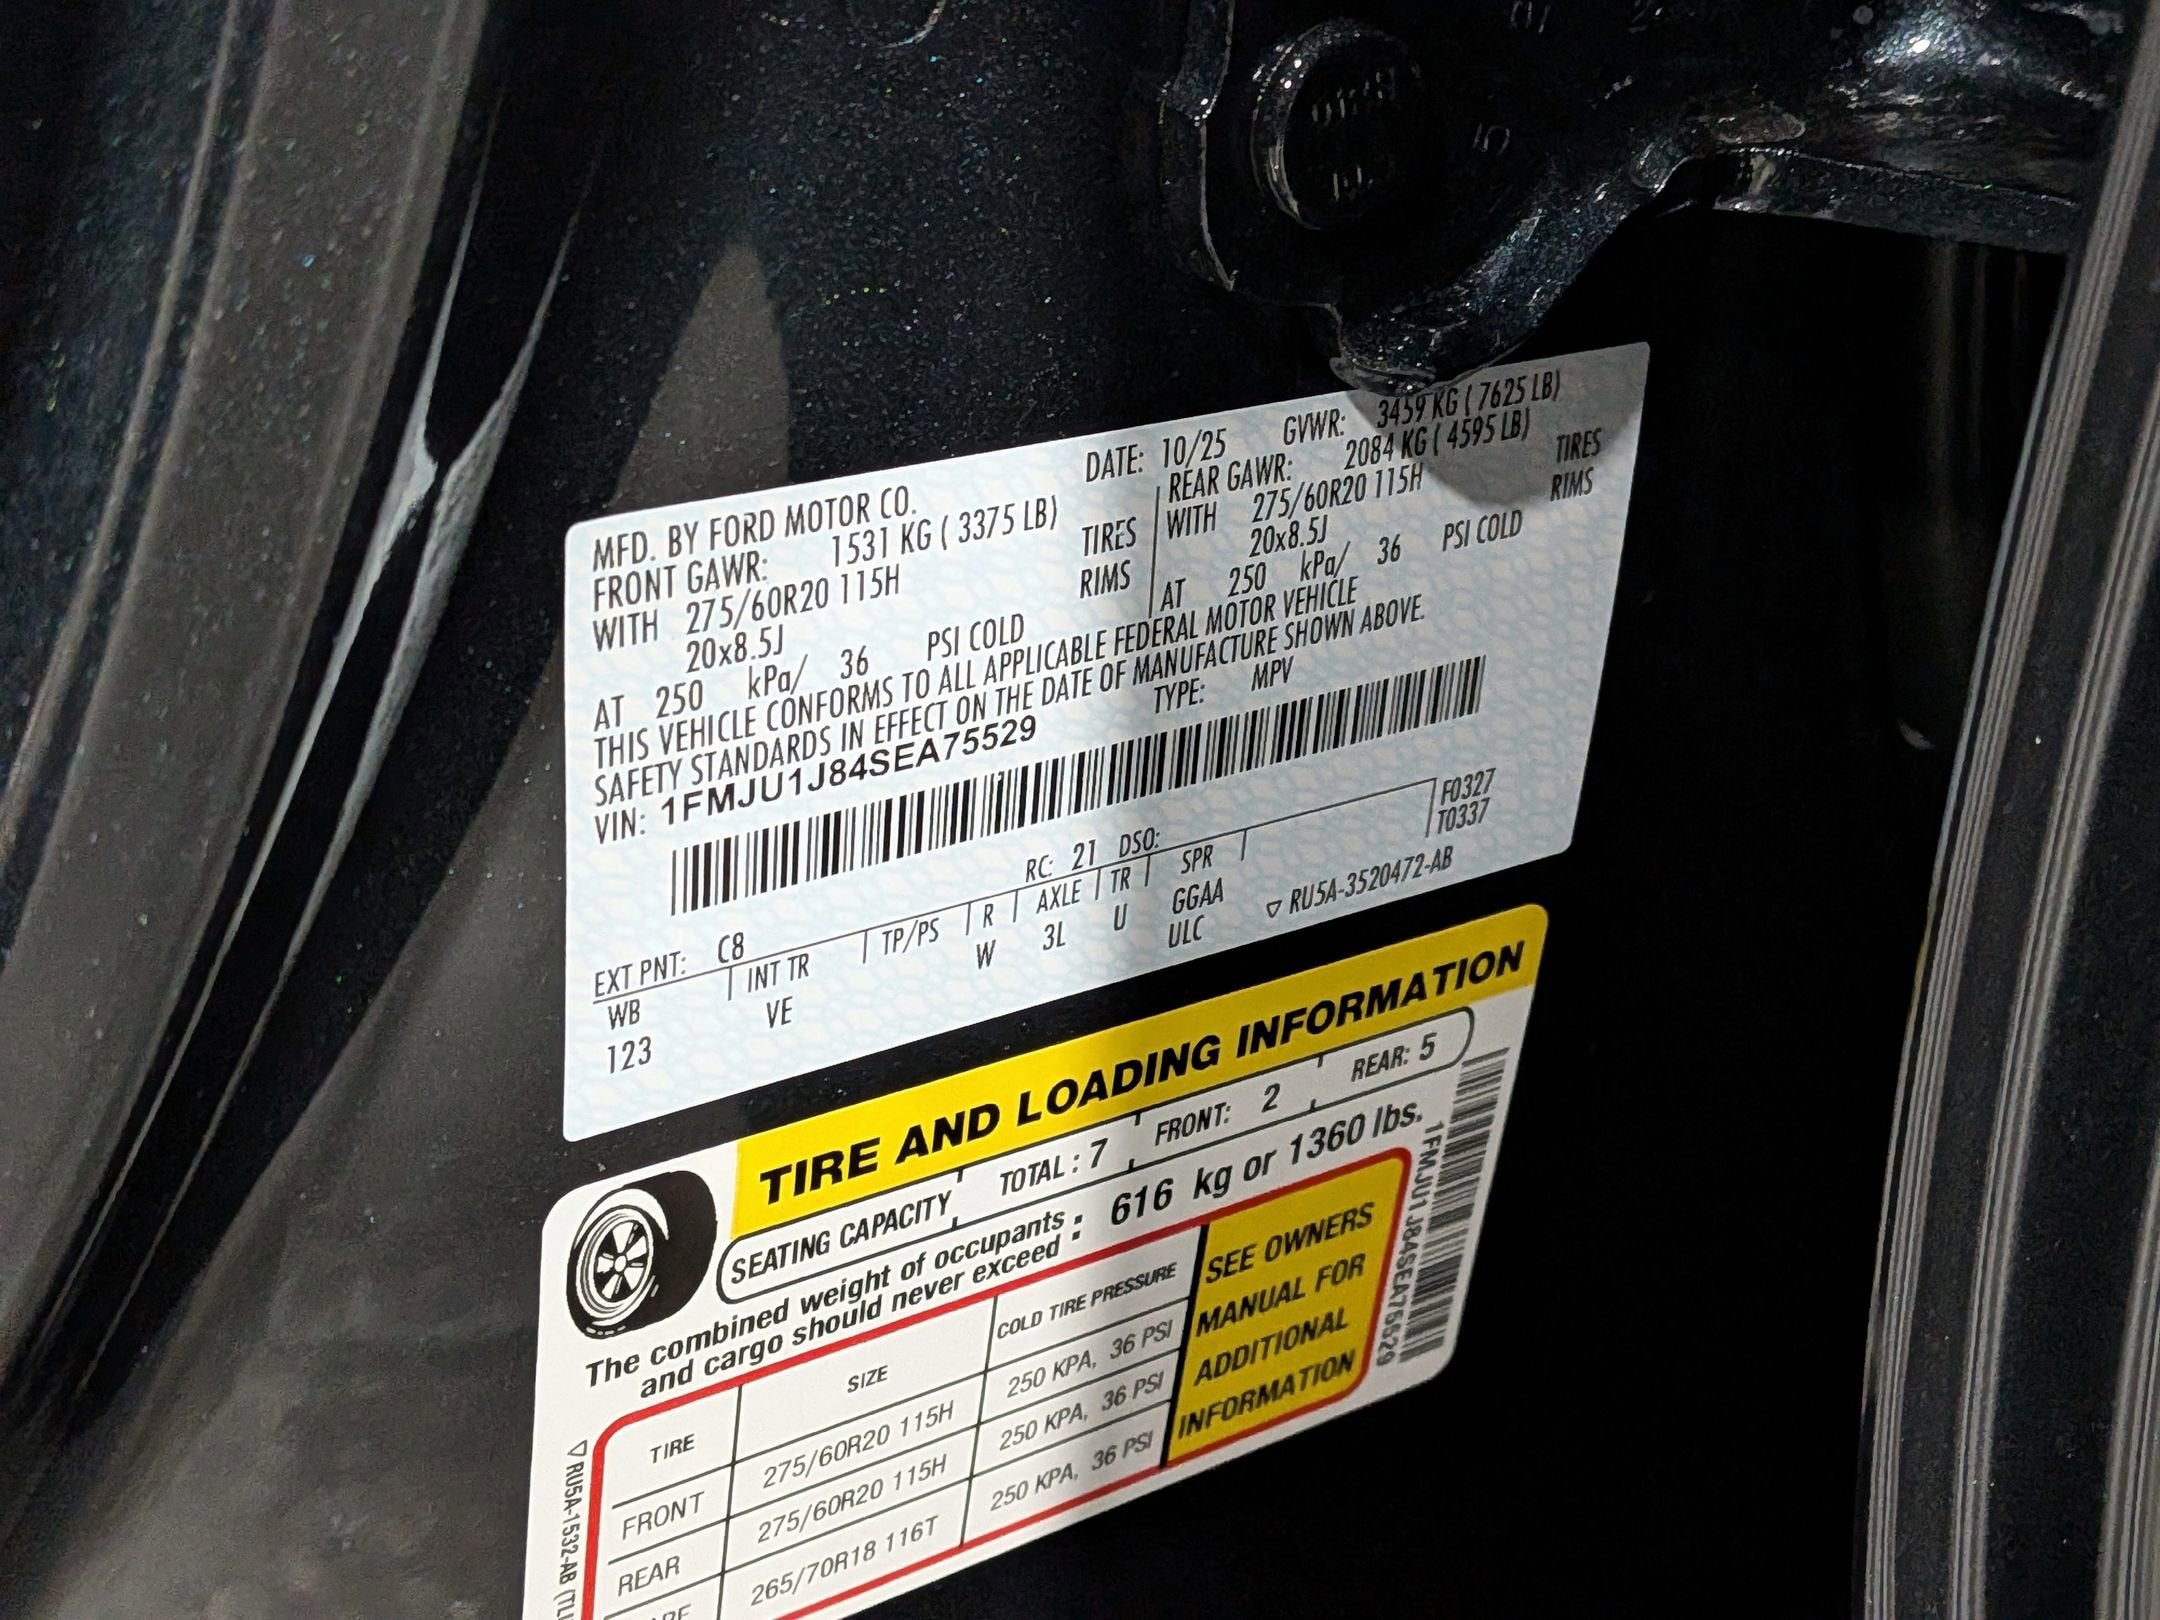 MFD. BY FORD MOTOR CO. DATE: 10/25 GVWR: 3459 KG ( 7625 LB)
FRONT GAWR: 1531 KG ( 3375 LB) REAR GAWR: 2084 KG ( 4595 LB)
WITH 275/60R20 115H TIRES WITH 275/60R20 115H TIRES
20x8.5J RIMS 20x8.5J RIMS
AT 250 kPa/ 36 PSI COLD AT 250 kPa/ 36 PSI COLD
THIS VEHICLE CONFORMS TO ALL APPLICABLE FEDERAL MOTOR VEHICLE
SAFETY STANDARDS IN EFFECT ON THE DATE OF MANUFACTURE SHOWN ABOVE.
VIN: 1FMJU1J84SEA75529 TYPE: MPV
F0327
T0337
EXT PNT: C8 RC: 21 DSO:
WB INT TR TP/PS R AXLE TR SPR
123 VE W 3L U GGAA
ULC ▽ RU5A-3520472-AB
TIRE AND LOADING INFORMATION
SEATING CAPACITY TOTAL : 7 FRONT: 2 REAR: 5
The combined weight of occupants
and cargo should never exceed : 616 kg or 1360 lbs.
TIRE SIZE COLD TIRE PRESSURE
FRONT 275/60R20 115H 250 KPA, 36 PSI
REAR 275/60R20 115H 250 KPA, 36 PSI
265/70R18 116T 250 KPA, 36 PSI
SEE OWNERS
MANUAL FOR
ADDITIONAL
INFORMATION
1FMJU1J84SEA75529
▽RU5A-1532-AB